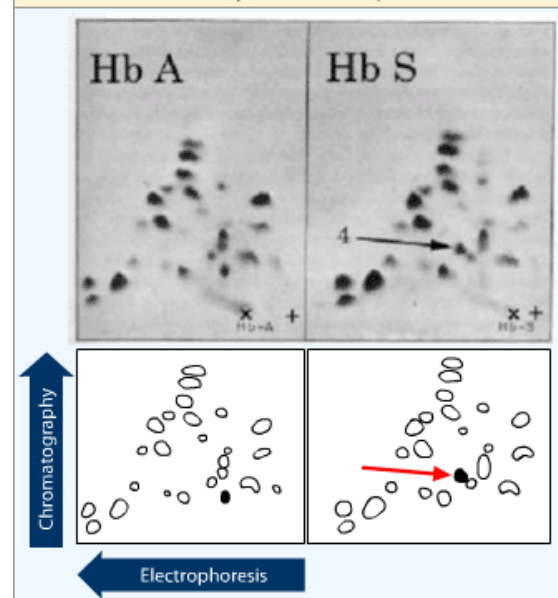 Hb A
Hb S
4
x +
Hb-A
x +
Hb-S
Chromatography
Electrophoresis